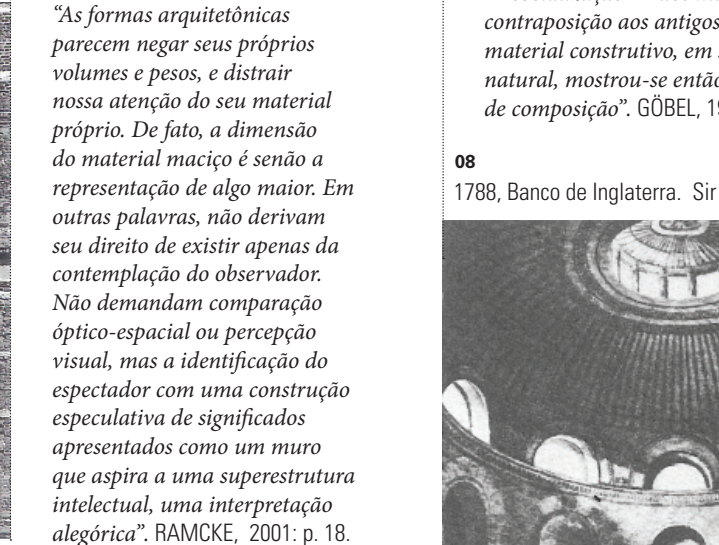 “As formas arquitetônicas
parecem negar seus próprios
volumes e pesos, e distrair
nossa atenção do seu material
próprio. De fato, a dimensão
do material maciço é senão a
representação de algo maior. Em
outras palavras, não derivam
seu direito de existir apenas da
contemplação do observador.
Não demandam comparação
óptico-espacial ou percepção
visual, mas a identificação do
espectador com uma construção
especulativa de significados
apresentados como um muro
que aspira a uma superestrutura
intelectual, uma interpretação
alegórica”. RAMCKE, 2001: p. 18.
contraposição aos antigos
material construtivo, em
natural, mostrou-se então
de composição”. GÖBEL,
08
1788, Banco de Inglaterra. Sir